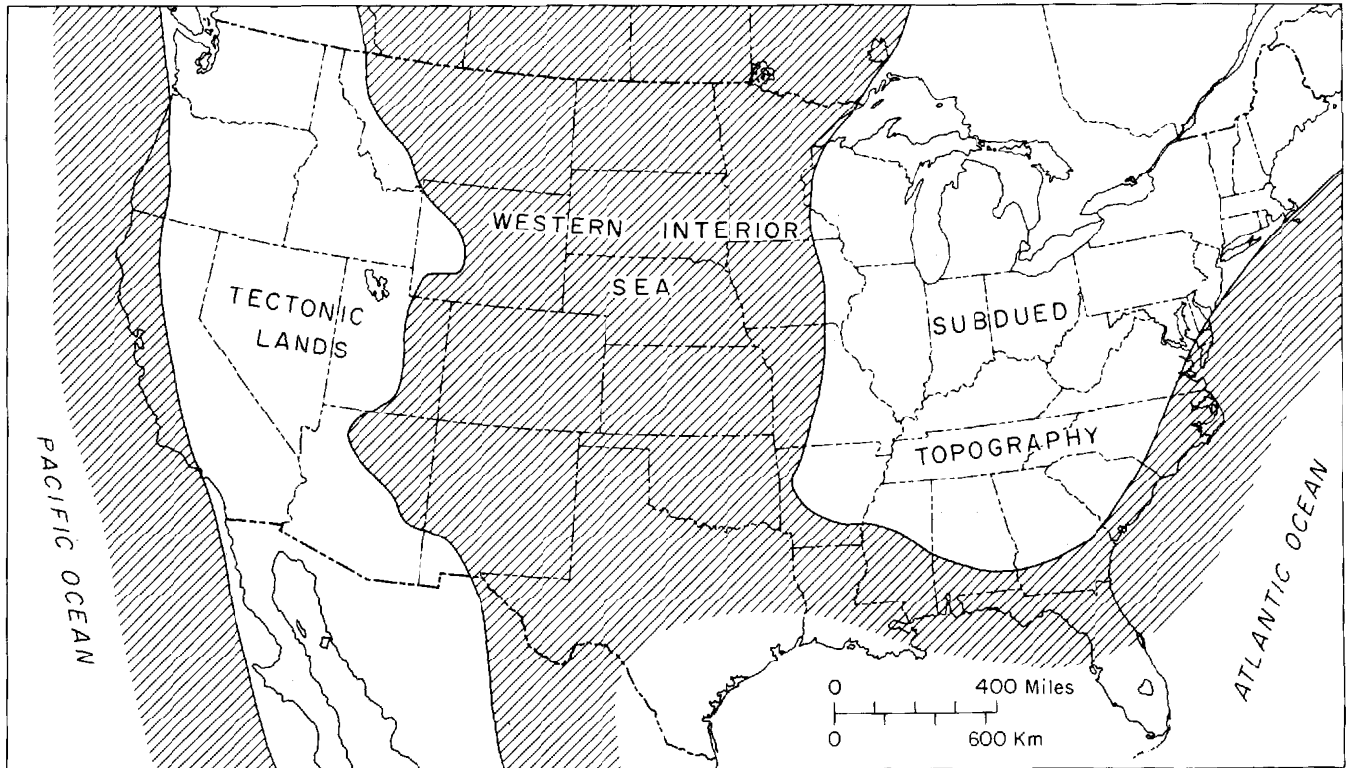 WESTERN INTERIOR
SEA
TECTONIC
LANDS
SUBDUED
TOPOGRAPHY
PACIFIC OCEAN
ATLANTIC OCEAN
0 400 Miles
0 600 Km